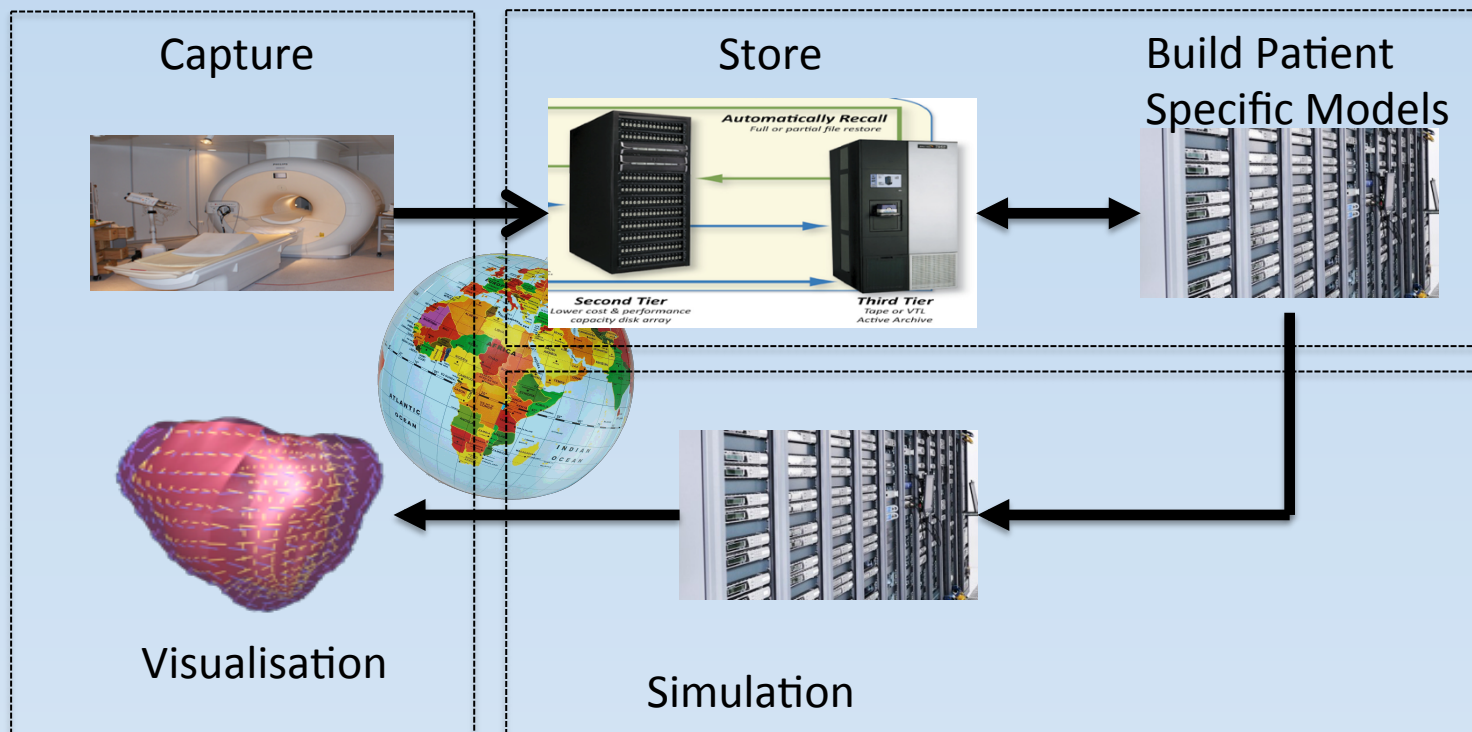 Capture
Store
Build Patient
Specific Models
Automatically Recall
Full or partial file restore
Second Tier
Lower cost & performance
capacity disk array
Third Tier
Tape or VTL
Active Archive
AFRICA
ATLANTIC
OCEAN
INDIAN
OCEAN
Visualisation
Simulation